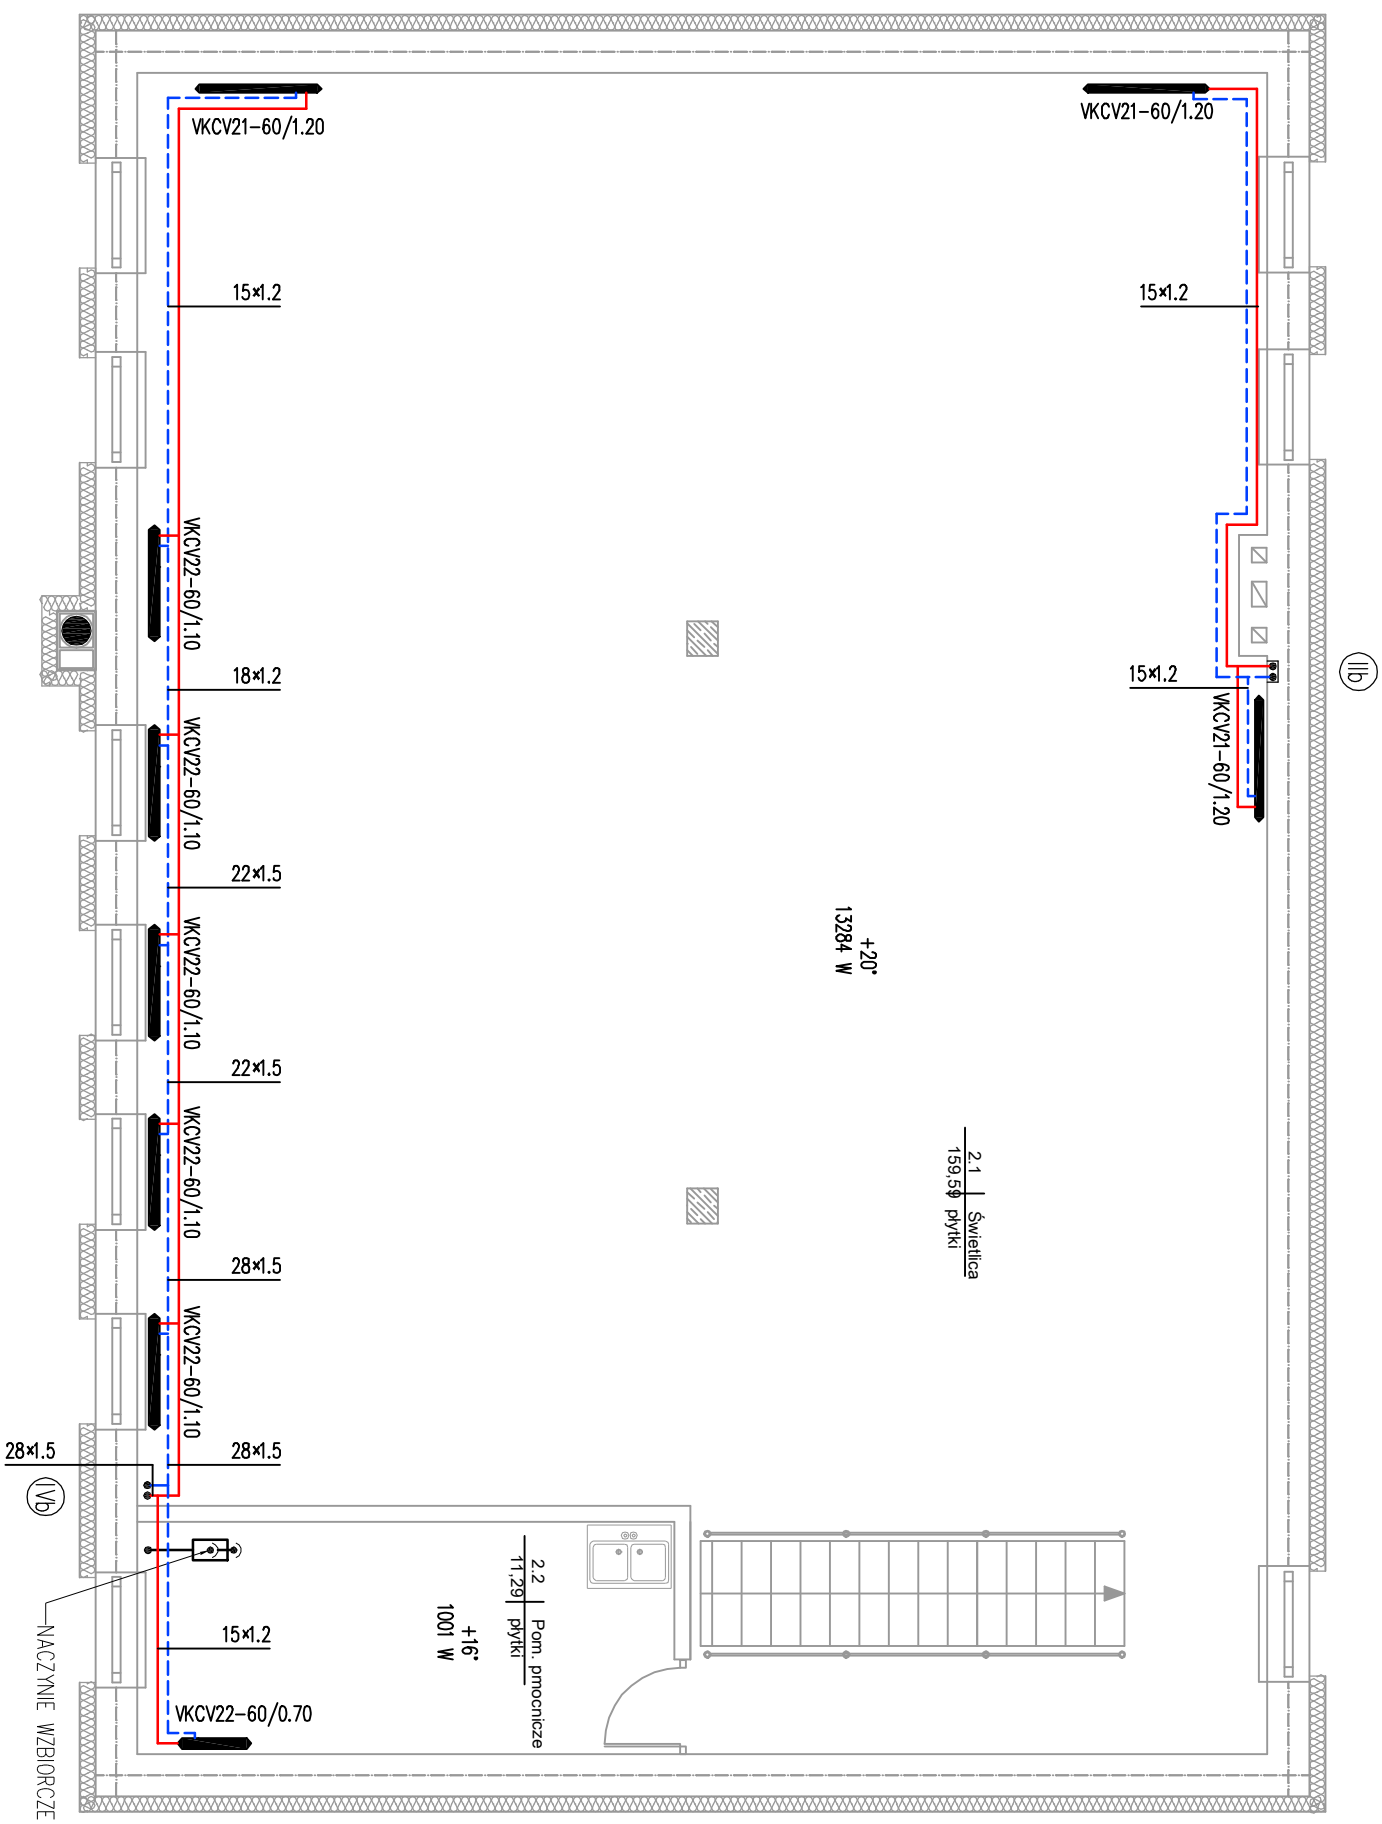 VKCV21-60/1.20
VKCV21-60/1.20
15×1.2
15×1.2
VKCV22-60/1.10
IIb
18×1.2
15×1.2
VKCV21-60/1.20
VKCV22-60/1.10
22×1.5
+20°
13284 W
VKCV22-60/1.10
22×1.5
2.1 Świetlica
159,59 płytki
VKCV22-60/1.10
28×1.5
VKCV22-60/1.10
28×1.5
28×1.5
IVb
2.2 Pom. pmocnicze
11,29 płytki
+16°
1001 W
15×1.2
VKCV22-60/0.70
NACZYNIE WZBIORCZE